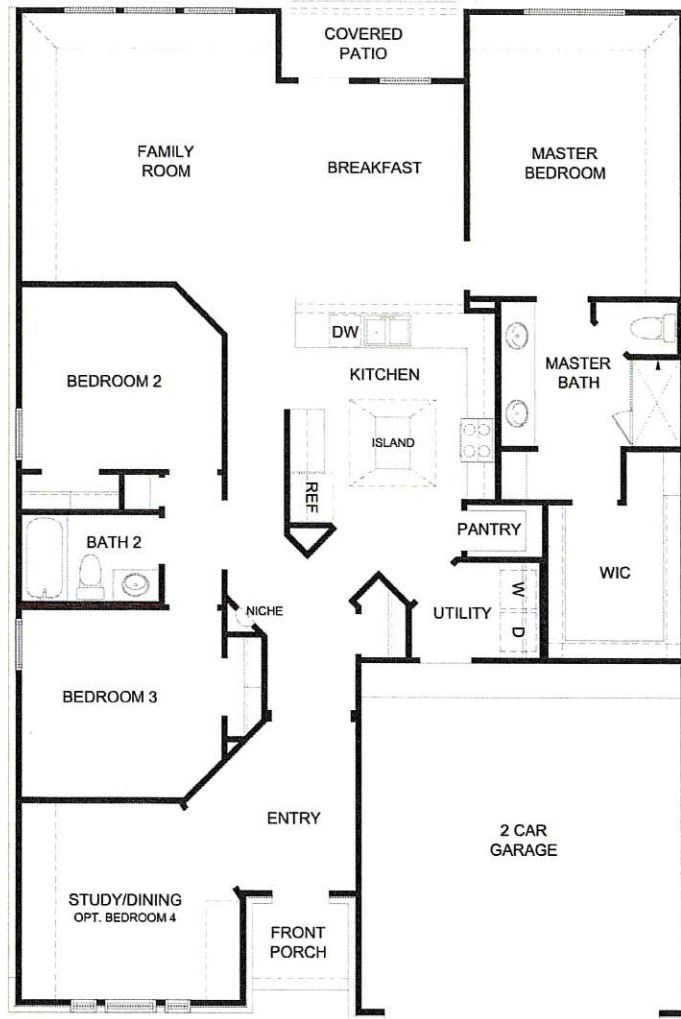 COVERED
PATIO
FAMILY
ROOM
BREAKFAST
MASTER
BEDROOM
DW
KITCHEN
MASTER
BATH
BEDROOM 2
ISLAND
REF
PANTRY
BATH 2
WIC
NICHE
UTILITY
W
D
BEDROOM 3
ENTRY
2 CAR
GARAGE
STUDY/DINING
OPT. BEDROOM 4
FRONT
PORCH